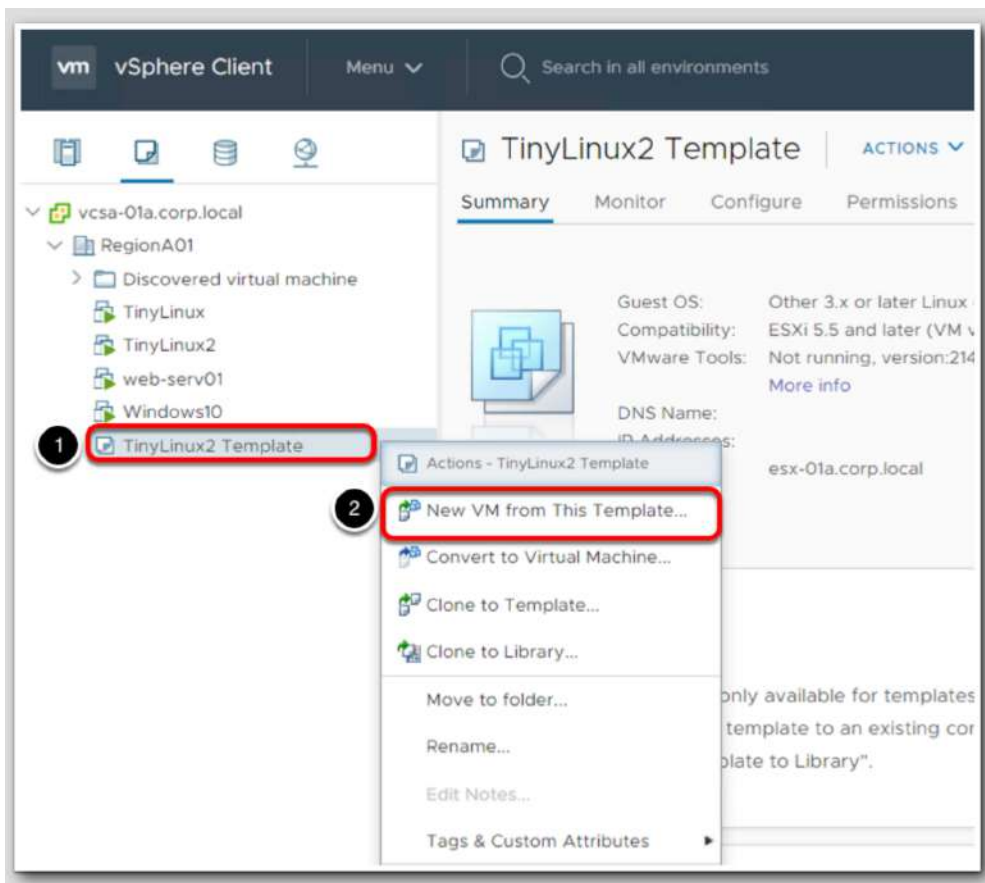 vm vSphere Client Menu Search in all environments
TinyLinux2 Template ACTIONS
Summary Monitor Configure Permissions
vcsa-01a.corp.local
RegionA01
Discovered virtual machine
TinyLinux
TinyLinux2
web-serv01
Windows10
1 TinyLinux2 Template
Guest OS: Other 3.x or later Linux
Compatibility: ESXi 5.5 and later (VM v
VMware Tools: Not running, version:214
More info
DNS Name:
IP Addresses:
esx-01a.corp.local
Actions - TinyLinux2 Template
2 New VM from This Template...
Convert to Virtual Machine...
Clone to Template...
Clone to Library...
Move to folder...
Rename...
Edit Notes...
Tags & Custom Attributes
only available for templates
template to an existing cor
plate to Library".